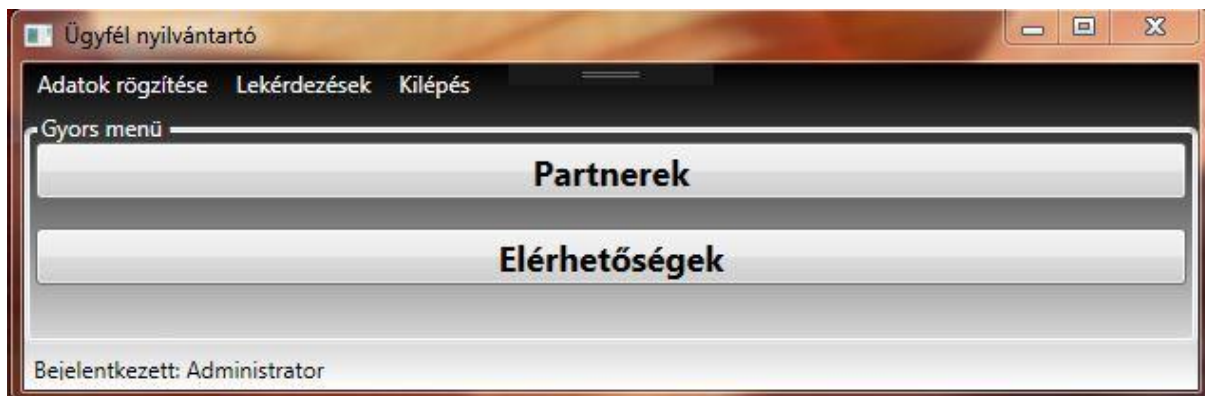 Ügyfél nyilvántartó
Adatok rögzítése Lekérdezések Kilépés
Gyors menü
Partnerek
Elérhetőségek
Bejelentkezett: Administrator